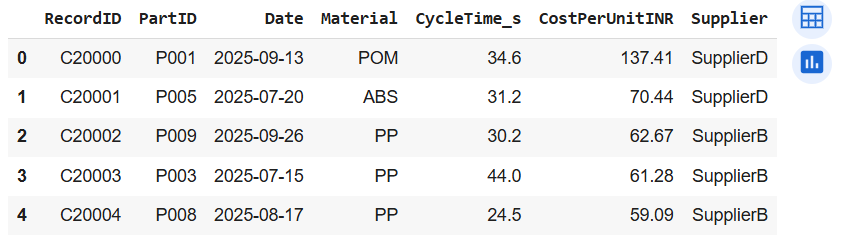 RecordID PartID Date Material CycleTime_s CostPerUnitINR Supplier
0 C20000 P001 2025-09-13 POM 34.6 137.41 SupplierD
1 C20001 P005 2025-07-20 ABS 31.2 70.44 SupplierD
2 C20002 P009 2025-09-26 PP 30.2 62.67 SupplierB
3 C20003 P003 2025-07-15 PP 44.0 61.28 SupplierB
4 C20004 P008 2025-08-17 PP 24.5 59.09 SupplierB